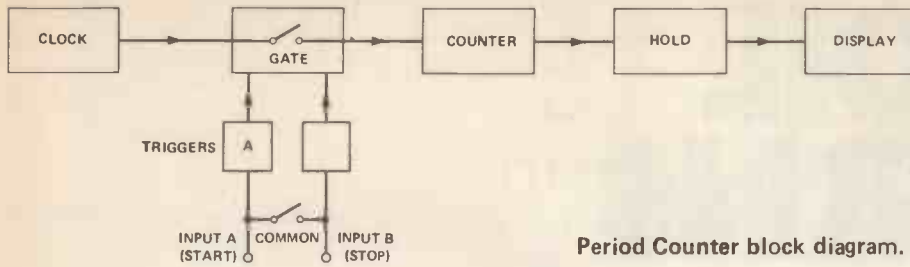 CLOCK
GATE
COUNTER
HOLD
DISPLAY
TRIGGERS
A
INPUT A
(START)
COMMON
INPUT B
(STOP)
Period Counter block diagram.